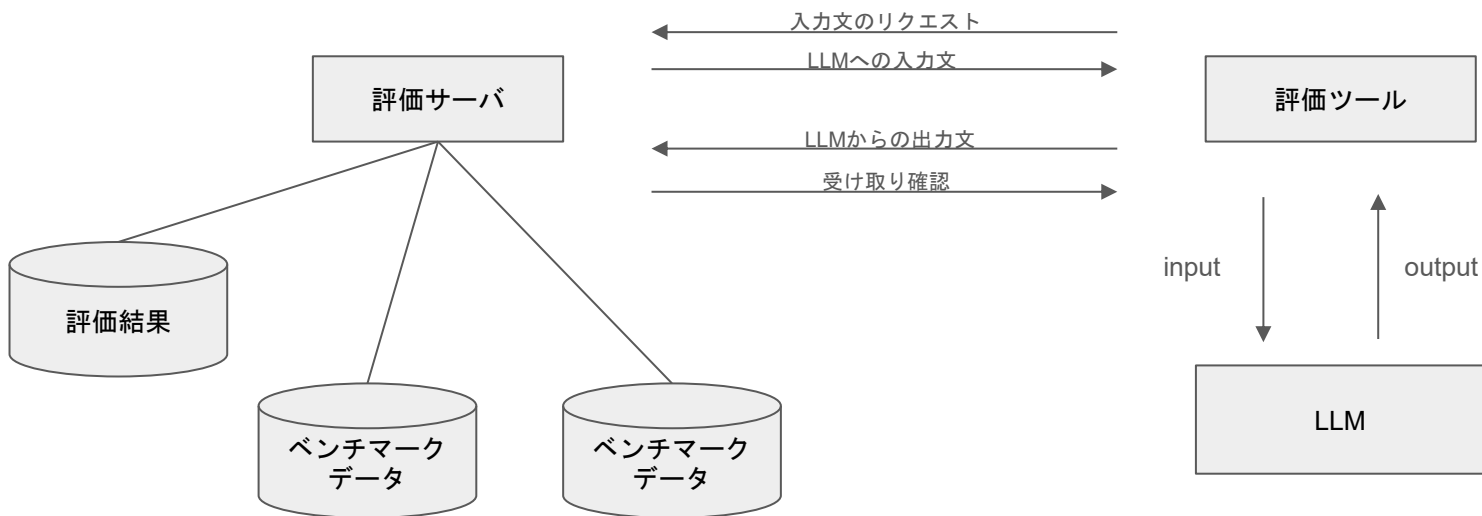 入力文のリクエスト
LLMへの入力文
評価サーバ
評価ツール
LLMからの出力文
受け取り確認
input
output
評価結果
LLM
ベンチマーク
データ
ベンチマーク
データ